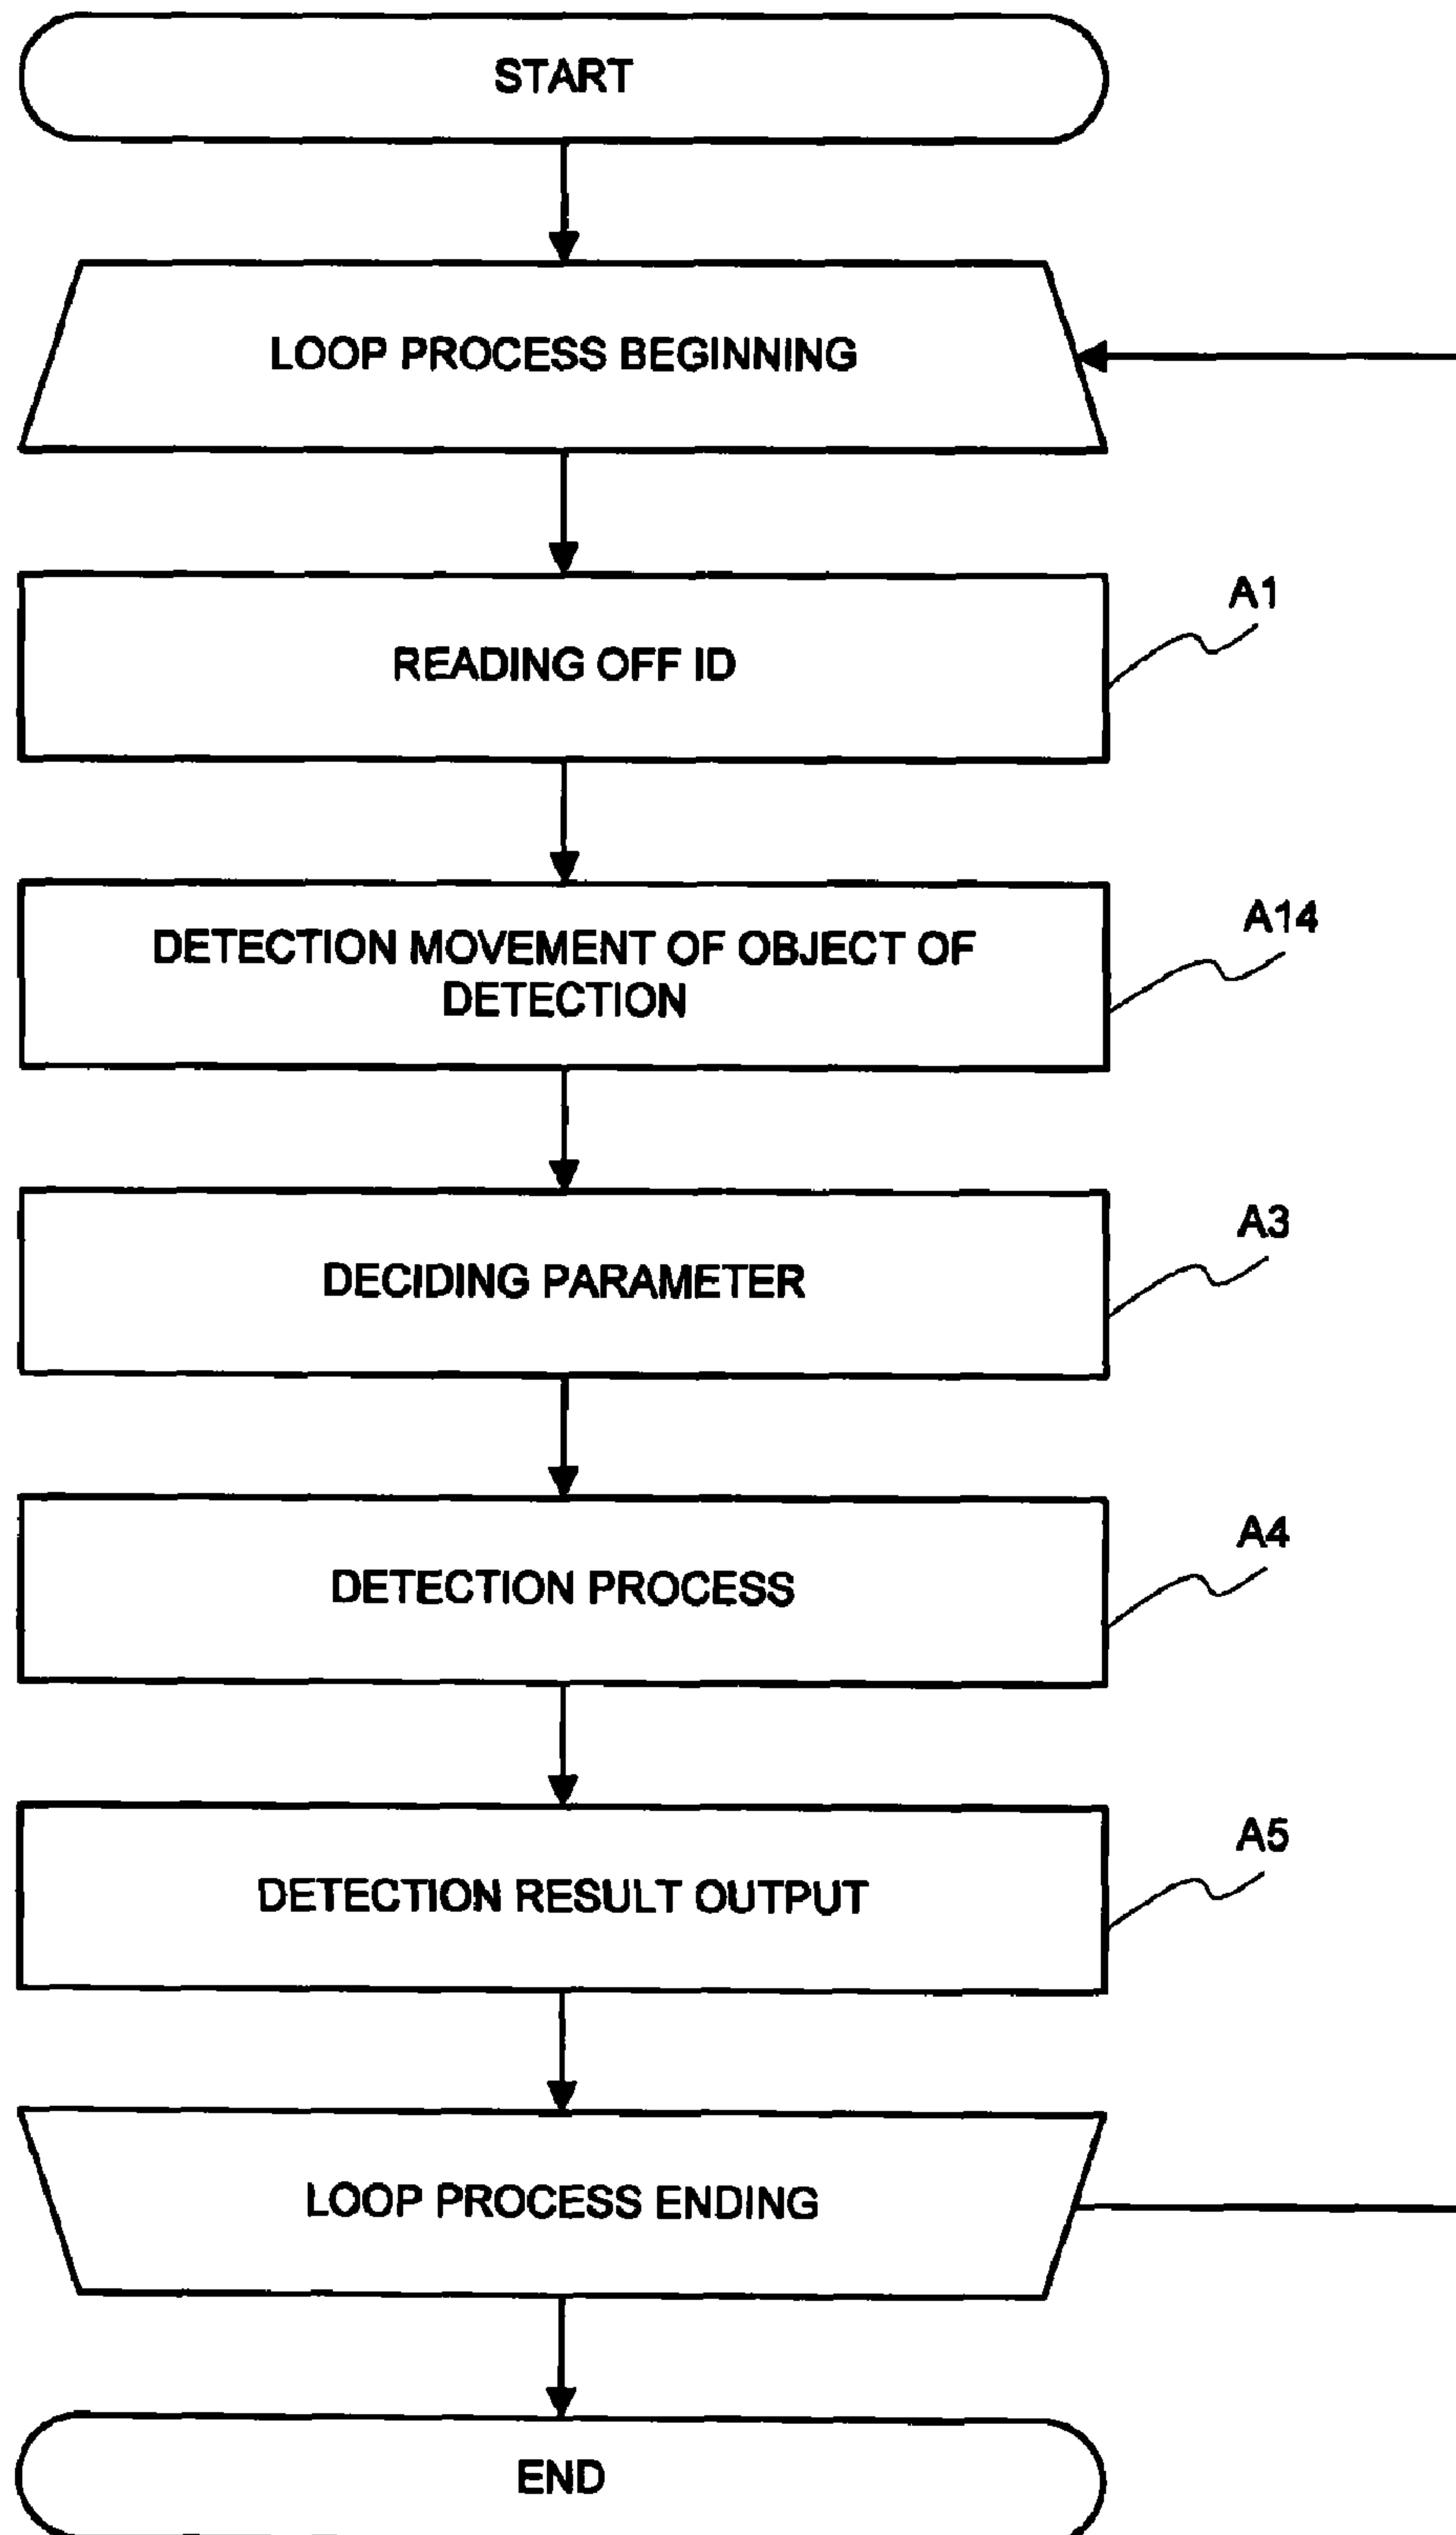 START
LOOP PROCESS BEGINNING
A1
READING OFF ID
A14
DETECTION MOVEMENT OF OBJECT OF
DETECTION
A3
DECIDING PARAMETER
A4
DETECTION PROCESS
A5
DETECTION RESULT OUTPUT
LOOP PROCESS ENDING
END